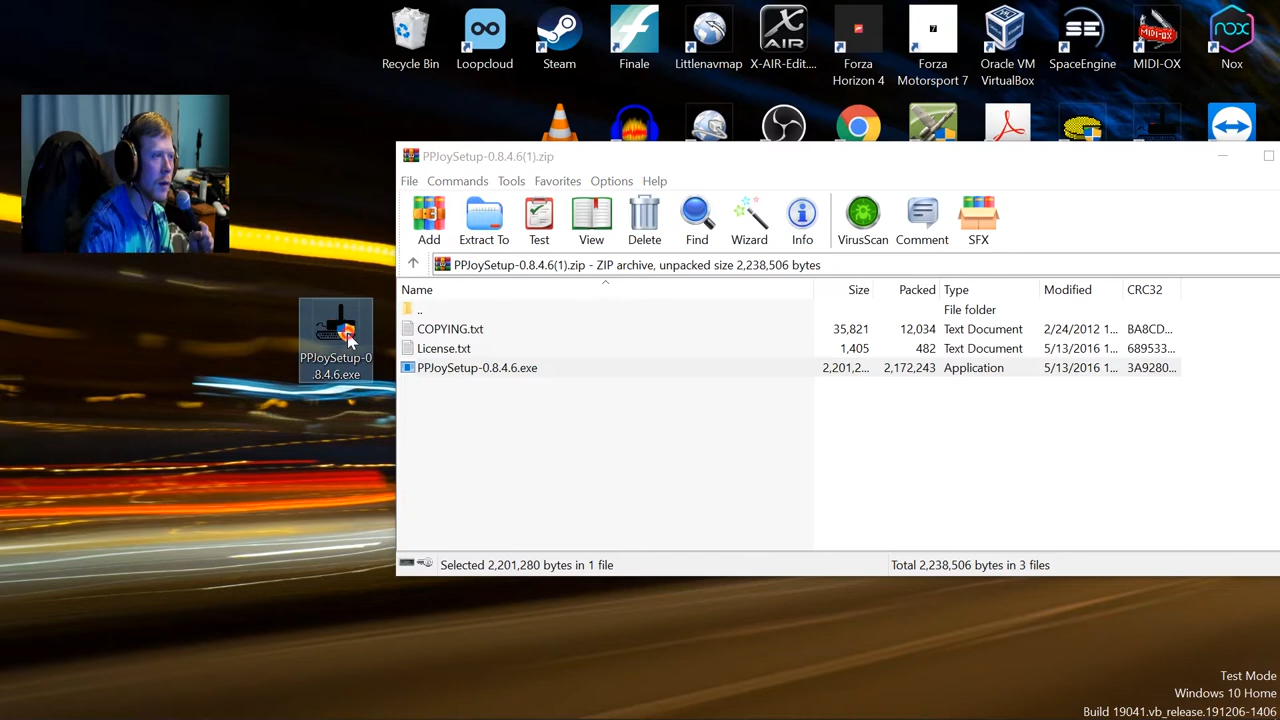 Recycle Bin
Loopcloud
Steam
Finale
Littlenavmap
X-AIR-Edit....
Forza
Horizon 4
Forza
Motorsport 7
Oracle VM
VirtualBox
SpaceEngine
MIDI-OX
Nox
X
AIR
7
SE
MIDI-OX
nox
PPJoySetup-0.8.4.6(1).zip
File
Commands
Tools
Favorites
Options
Help
Add
Extract To
Test
View
Delete
Find
Wizard
Info
VirusScan
Comment
SFX
PPJoySetup-0.8.4.6(1).zip - ZIP archive, unpacked size 2,238,506 bytes
Name
Size
Packed
Type
Modified
CRC32
..
File folder
COPYING.txt
35,821
12,034
Text Document
2/24/2012 1...
BA8CD...
License.txt
1,405
482
Text Document
5/13/2016 1...
689533...
PPJoySetup-0.8.4.6.exe
2,201,2...
2,172,243
Application
5/13/2016 1...
3A9280...
PPJoySetup-0
.8.4.6.exe
Selected 2,201,280 bytes in 1 file
Total 2,238,506 bytes in 3 files
Test Mode
Windows 10 Home
Build 19041.vb_release.191206-1406